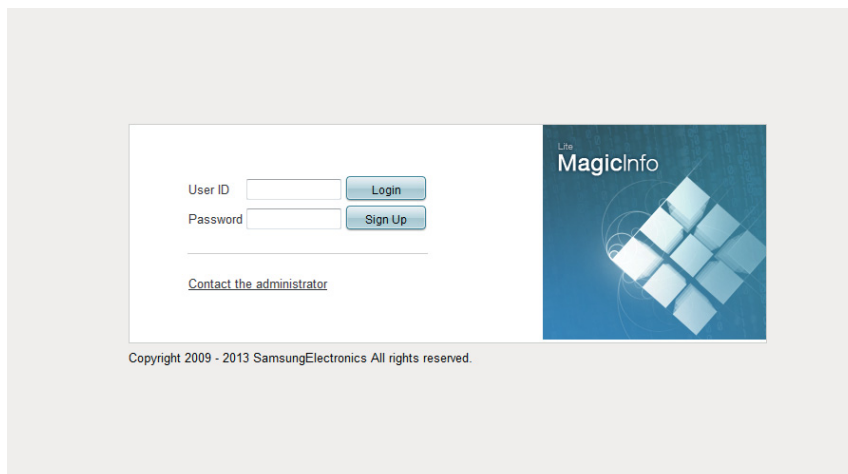 User ID
Login
Password
Sign Up
Contact the administrator
Lite
MagicInfo
Copyright 2009 - 2013 SamsungElectronics All rights reserved.